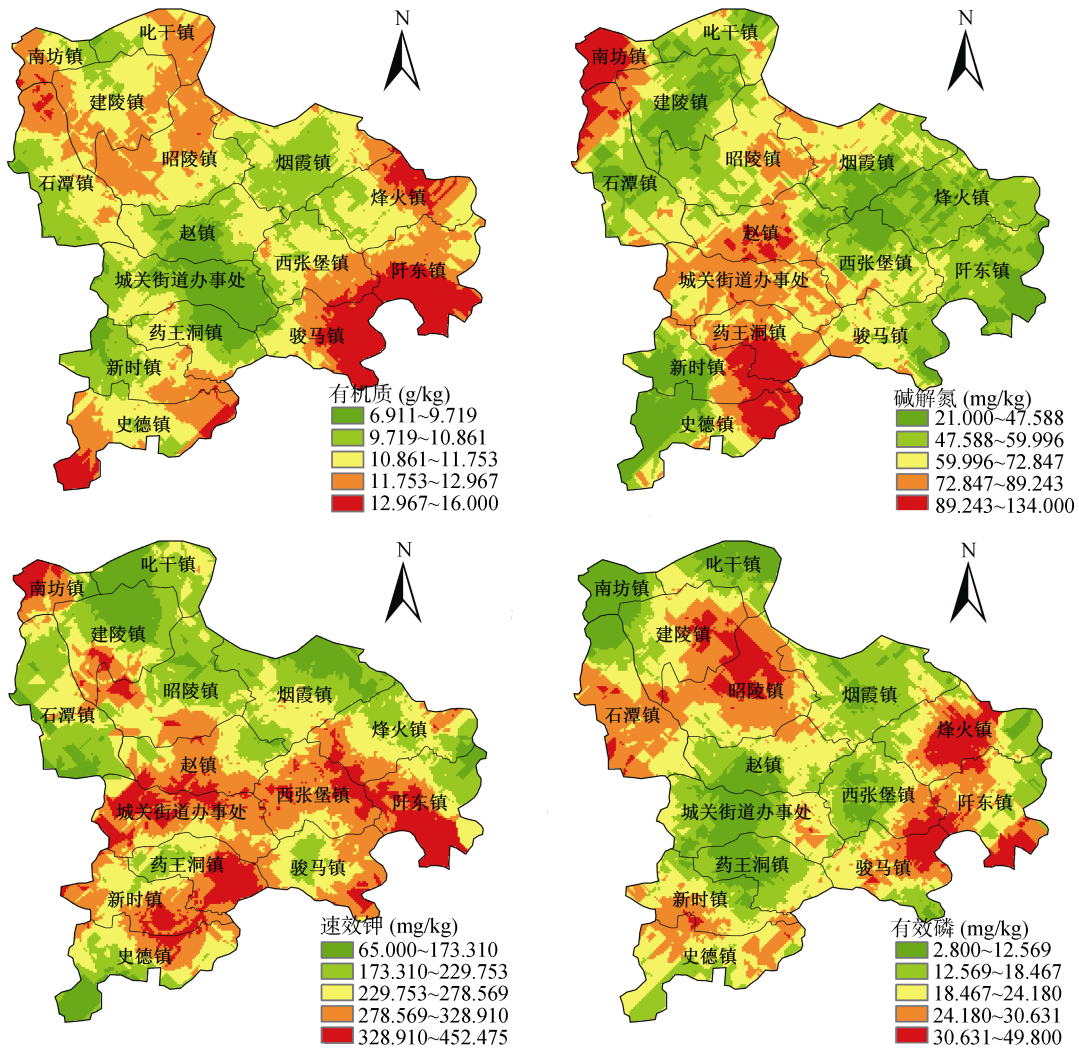 N
叱干镇
南坊镇
建陵镇
昭陵镇
烟霞镇
石潭镇
烽火镇
赵镇
西张堡镇
阡东镇
城关街道办事处
药王洞镇
骏马镇
新时镇
史德镇
有机质 (g/kg)
6.911~9.719
9.719~10.861
10.861~11.753
11.753~12.967
12.967~16.000
N
叱干镇
南坊镇
建陵镇
昭陵镇
烟霞镇
石潭镇
烽火镇
赵镇
西张堡镇
阡东镇
城关街道办事处
药王洞镇
骏马镇
新时镇
史德镇
碱解氮 (mg/kg)
21.000~47.588
47.588~59.996
59.996~72.847
72.847~89.243
89.243~134.000
N
叱干镇
南坊镇
建陵镇
昭陵镇
烟霞镇
石潭镇
烽火镇
赵镇
西张堡镇
阡东镇
城关街道办事处
药王洞镇
骏马镇
新时镇
史德镇
速效钾 (mg/kg)
65.000~173.310
173.310~229.753
229.753~278.569
278.569~328.910
328.910~452.475
N
叱干镇
南坊镇
建陵镇
昭陵镇
烟霞镇
石潭镇
烽火镇
赵镇
西张堡镇
阡东镇
城关街道办事处
药王洞镇
骏马镇
新时镇
史德镇
有效磷 (mg/kg)
2.800~12.569
12.569~18.467
18.467~24.180
24.180~30.631
30.631~49.800